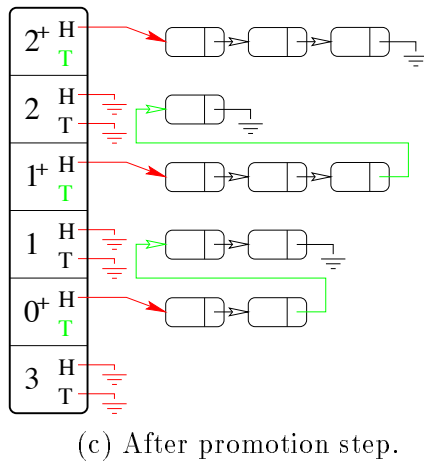 2+ H
T
2 H
T
1+ H
T
1 H
T
0+ H
T
3 H
T
(c) After promotion step.